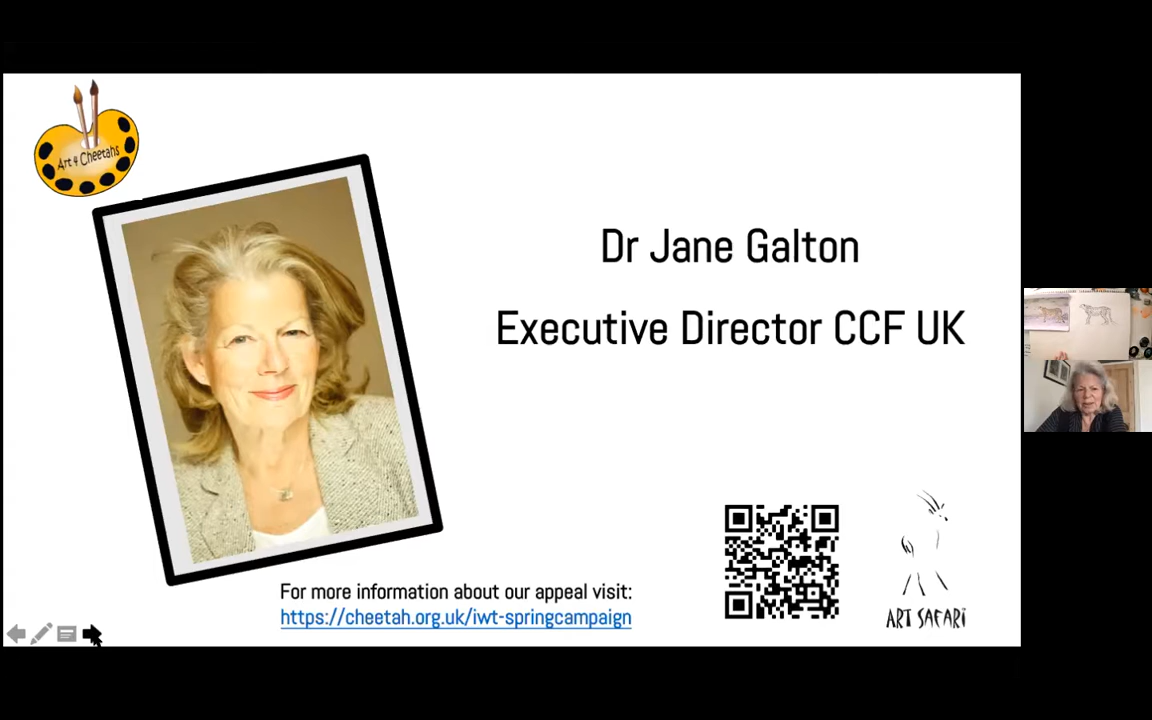 Art 4 Cheetahs
Dr Jane Galton
Executive Director CCF UK
For more information about our appeal visit:
https://cheetah.org.uk/iwt-springcampaign
ART SAFARI